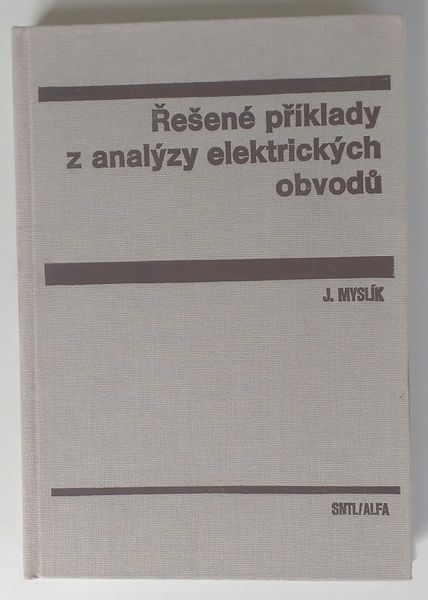 Řešené příklady
z analýzy elektrických
obvodů
J. MYSLÍK
SNTL/ALFA